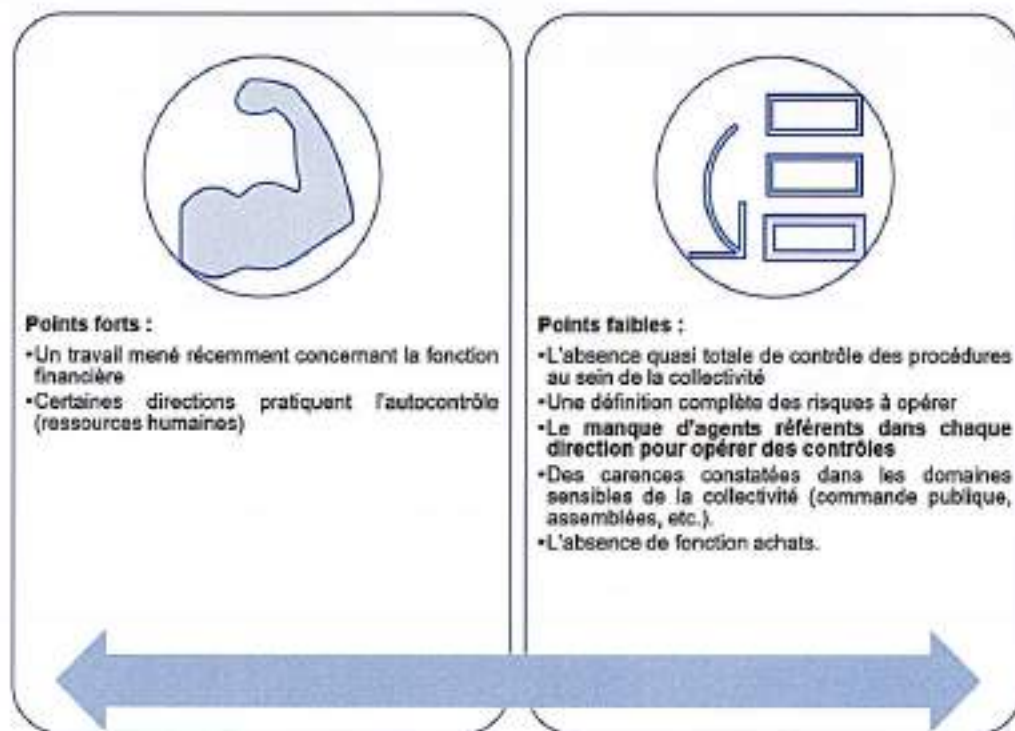 Points forts :
•Un travail mené récemment concernant la fonction
financière
•Certaines directions pratiquent l'autocontrôle
(ressources humaines)
Points faibles :
•L'absence quasi totale de contrôle des procédures
au sein de la collectivité
•Une définition complète des risques à opérer
•Le manque d'agents référents dans chaque
direction pour opérer des contrôles
•Des carences constatées dans les domaines
sensibles de la collectivité (commande publique,
assemblées, etc.).
•L'absence de fonction achats.